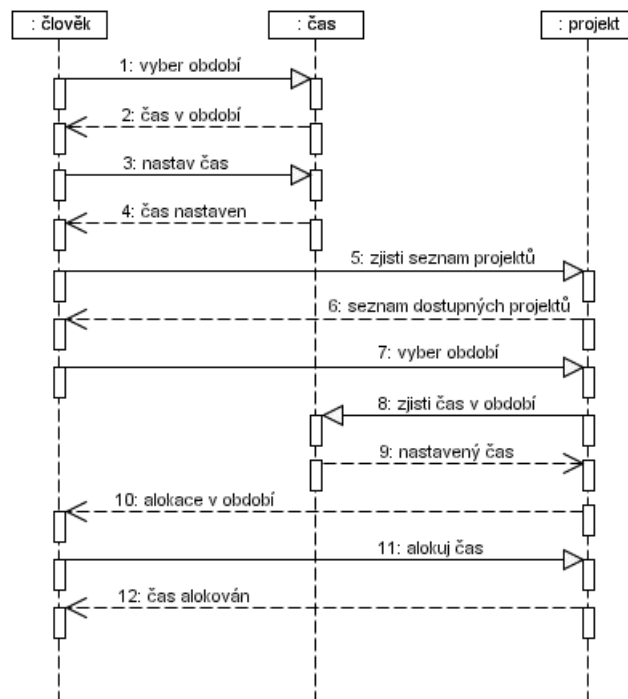 : člověk
: čas
: projekt
1: vyber období
2: čas v období
3: nastav čas
4: čas nastaven
5: zjisti seznam projektů
6: seznam dostupných projektů
7: vyber období
8: zjisti čas v období
9: nastavený čas
10: alokace v období
11: alokuj čas
12: čas alokován